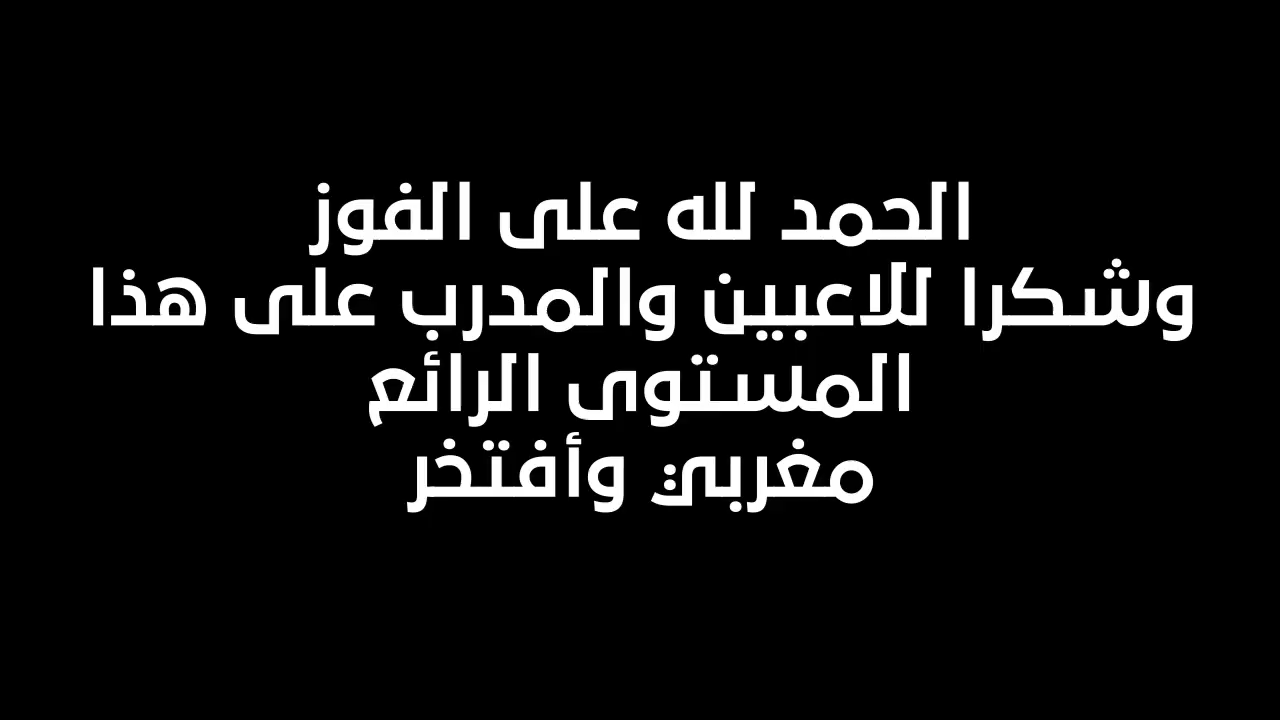 الحمد لله على الفوز
وشكرا للاعبين والمدرب على هذا
المستوى الرائع
مغربي وأفتخر